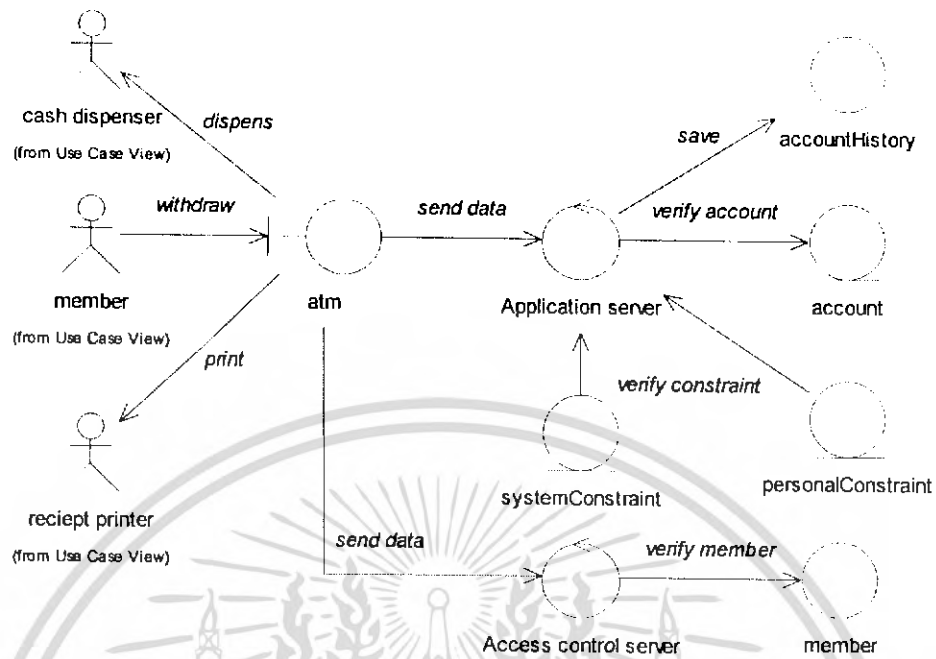 cash dispenser
(from Use Case View)
dispens
save
accountHistory
withdraw
send data
verify account
member
(from Use Case View)
atm
Application server
account
print
verify constraint
reciept printer
(from Use Case View)
systemConstraint
personalConstraint
send data
verify member
Access control server
member